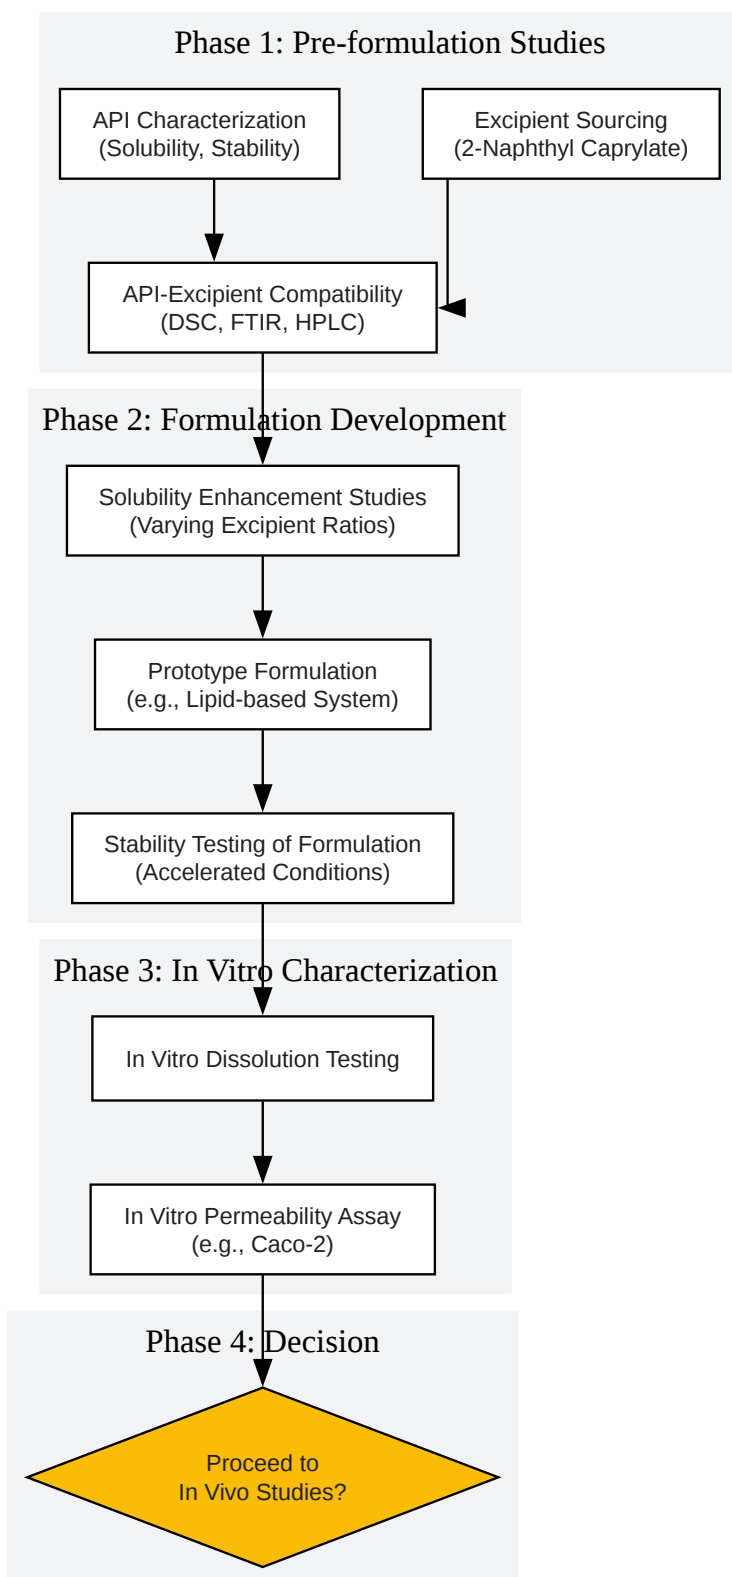 Phase 1: Pre-formulation Studies
API Characterization
(Solubility, Stability)
Excipient Sourcing
(2-Naphthyl Caprylate)
API-Excipient Compatibility
(DSC, FTIR, HPLC)
Phase 2: Formulation Development
Solubility Enhancement Studies
(Varying Excipient Ratios)
Prototype Formulation
(e.g., Lipid-based System)
Stability Testing of Formulation
(Accelerated Conditions)
Phase 3: In Vitro Characterization
In Vitro Dissolution Testing
In Vitro Permeability Assay
(e.g., Caco-2)
Phase 4: Decision
Proceed to
In Vivo Studies?